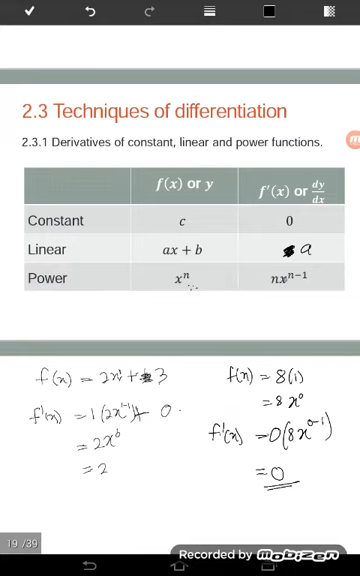 2.3 Techniques of differentiation
2.3.1 Derivatives of constant, linear and power functions.
f(x) or y f′(x) or dy/dx
Constant c 0
Linear ax + b a
Power xⁿ nxⁿ⁻¹
f(x) = 2x¹ + 3
f′(x) = 1(2x¹⁻¹) + 0
= 2x⁰
= 2
f(x) = 8(1)
= 8x⁰
f′(x) = 0(8x⁰⁻¹)
= 0
19 /39
Recorded by mobizen